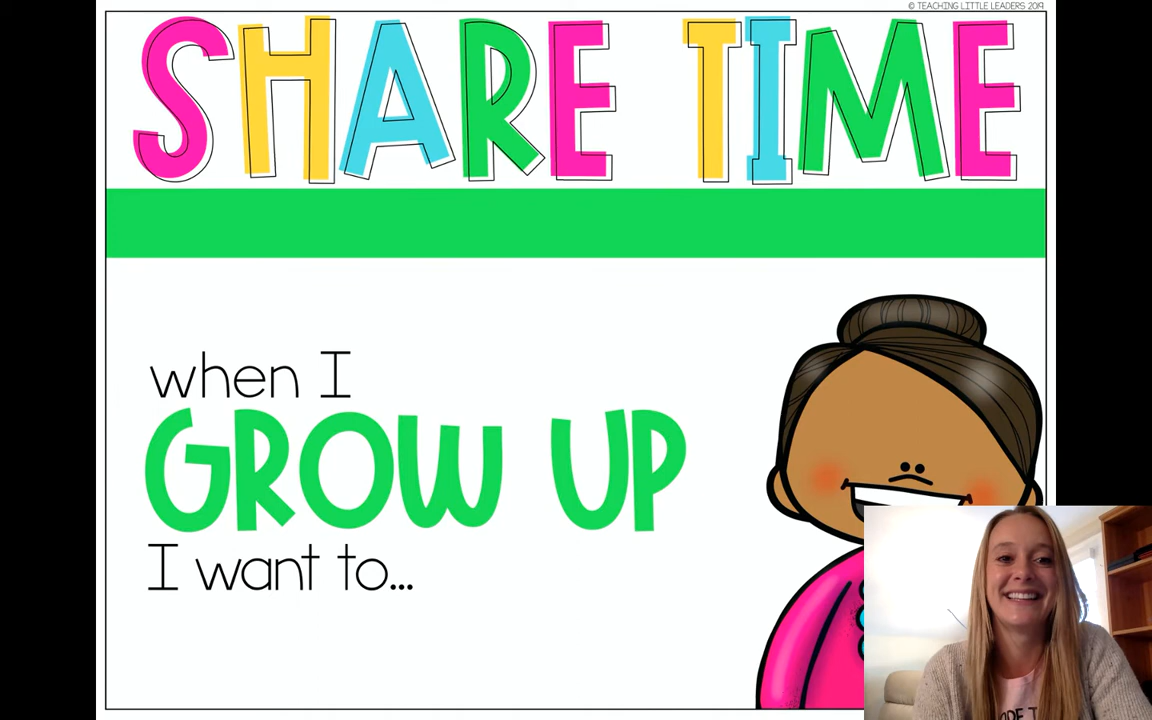 © TEACHING LITTLE LEADERS 2019
SHARE TIME
when I
GROW UP
I want to...